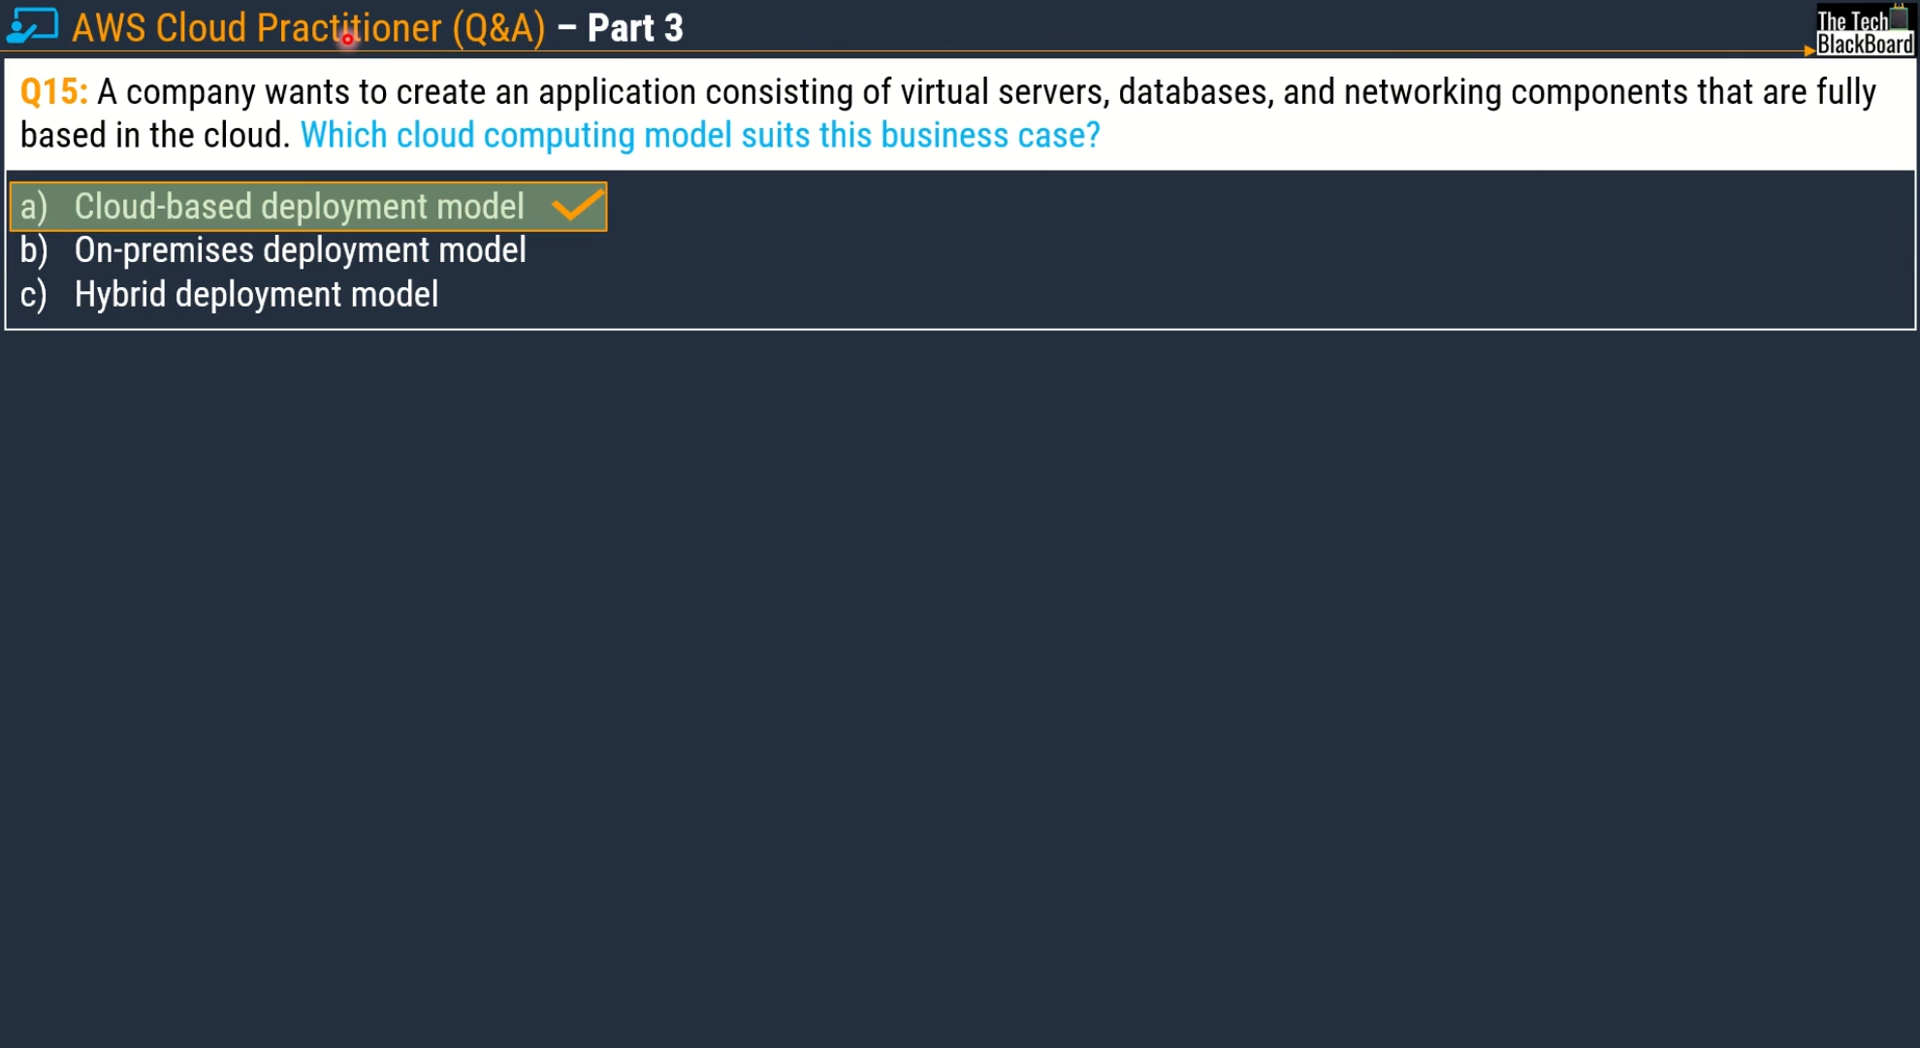 AWS Cloud Practitioner (Q&A) – Part 3
The Tech
BlackBoard
Q15: A company wants to create an application consisting of virtual servers, databases, and networking components that are fully
based in the cloud. Which cloud computing model suits this business case?
a) Cloud-based deployment model
b) On-premises deployment model
c) Hybrid deployment model